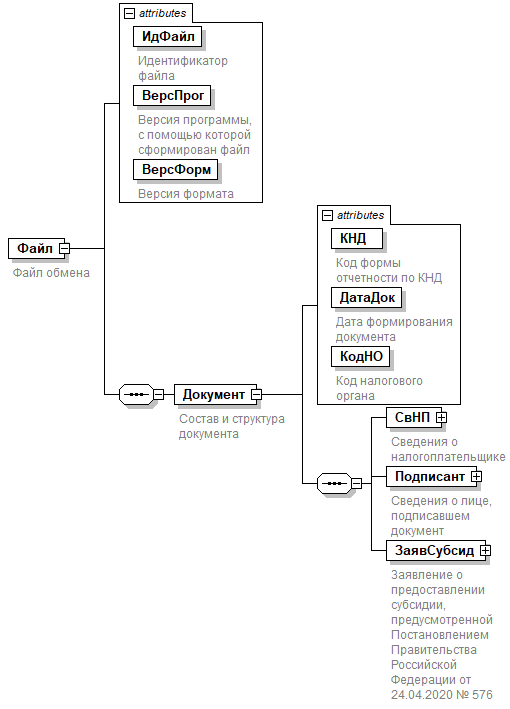 attributes
ИдФайл
Идентификатор
файла
ВерсПрог
Версия программы,
с помощью которой
сформирован файл
ВерсФорм
Версия формата
Файл
Файл обмена
Документ
Состав и структура
документа
attributes
КНД
Код формы
отчетности по КНД
ДатаДок
Дата формирования
документа
КодНО
Код налогового
органа
СвНП
Сведения о
налогоплательщике
Подписант
Сведения о лице,
подписавшем
документ
ЗаявСубсид
Заявление о
предоставлении
субсидии,
предусмотренной
Постановлением
Правительства
Российской
Федерации от
24.04.2020 № 576